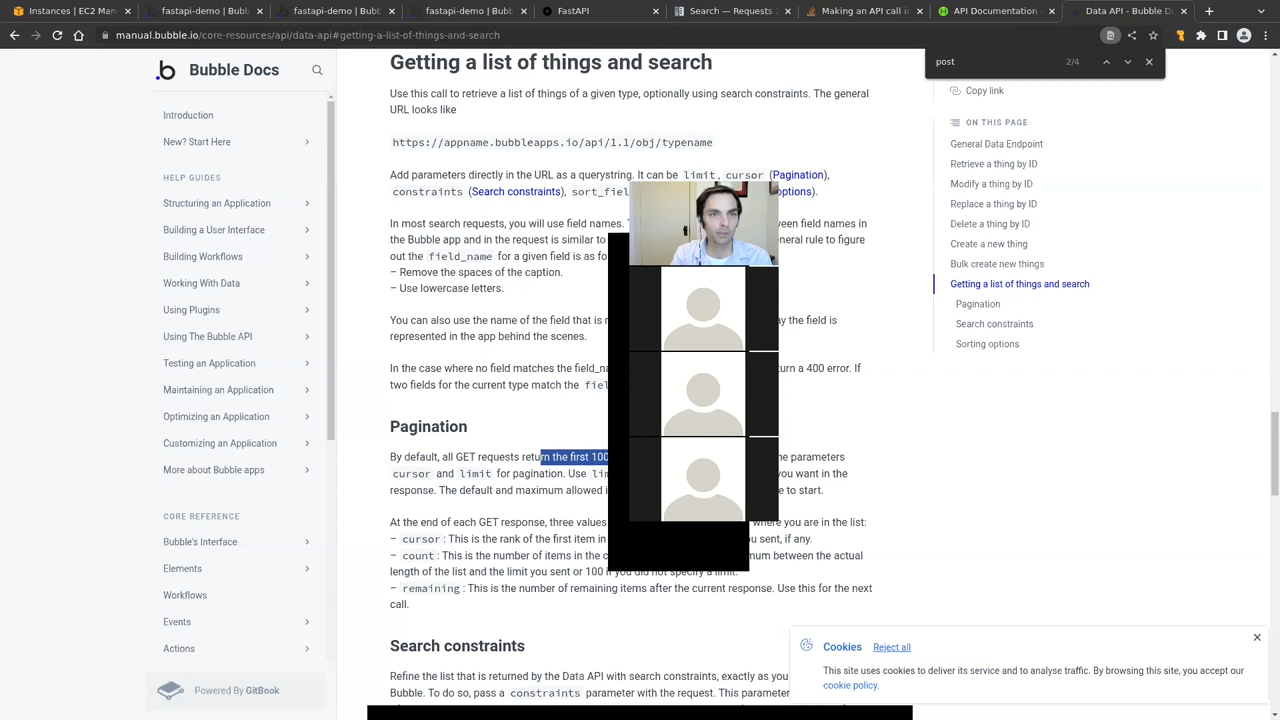 fastapi-demo [Bubble |
fastapi-demo | Bubble
fastapi-demo | Bubble
FastAPI
Search — Requests 2
Making an API call in
API Documentation
Data API - Bubble D
manual.bubble.io/core-resources/api/data-api#getting-a-list-of-things-and-search
Bubble Docs
Introduction
New? Start Here
HELP GUIDES
Structuring an Application
Building a User Interface
Building Workflows
Working With Data
Using Plugins
Using The Bubble API
Testing an Application
Maintaining an Application
Optimizing an Application
Customizing an Application
More about Bubble apps
CORE REFERENCE
Bubble's Interface
Elements
Workflows
Events
Actions
Powered By GitBook
Getting a list of things and search
Use this call to retrieve a list of things of a given type, optionally using search constraints. The general
URL looks like
https://appname.bubbleapps.io/api/1.1/obj/typename
Add parameters directly in the URL as a querystring. It can be limit, cursor (Pagination),
constraints (Search constraints), sort_fiel options).
In most search requests, you will use field names. ween field names in
the Bubble app and in the request is similar to eneral rule to figure
out the field_name for a given field is as fo
– Remove the spaces of the caption.
– Use lowercase letters.
You can also use the name of the field that is ay the field is
represented in the app behind the scenes.
In the case where no field matches the field_na turn a 400 error. If
two fields for the current type match the fiel
Pagination
By default, all GET requests return the first 100 parameters
cursor and limit for pagination. Use lim you want in the
response. The default and maximum allowed i to start.
At the end of each GET response, three values where you are in the list:
– cursor: This is the rank of the first item in you sent, if any.
– count: This is the number of items in the c mum between the actual
length of the list and the limit you sent or 100 if you did not specify a limit.
– remaining: This is the number of remaining items after the current response. Use this for the next
call.
Search constraints
Refine the list that is returned by the Data API with search constraints, exactly as you
Bubble. To do so, pass a constraints parameter with the request. This parameter
post
2/4
Copy link
ON THIS PAGE
General Data Endpoint
Retrieve a thing by ID
Modify a thing by ID
Replace a thing by ID
Delete a thing by ID
Create a new thing
Bulk create new things
Getting a list of things and search
Pagination
Search constraints
Sorting options
Cookies Reject all
This site uses cookies to deliver its service and to analyse traffic. By browsing this site, you accept our
cookie policy.